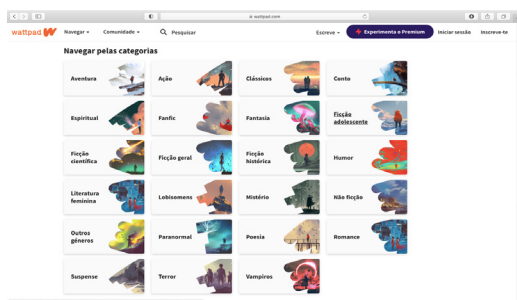 wattpad.com
wattpad
Navegar
Comunidade
Pesquisar
Escreve
Experimenta o Premium
Iniciar sessão
Inscreve-te
Navegar pelas categorias
Aventura
Ação
Clássicos
Conto
Espiritual
Fanfic
Fantasia
Ficção
adolescente
Ficção
científica
Ficção geral
Ficção
histórica
Humor
Literatura
feminina
Lobisomens
Mistério
Não ficção
Outros
géneros
Paranormal
Poesia
Romance
Suspense
Terror
Vampiros